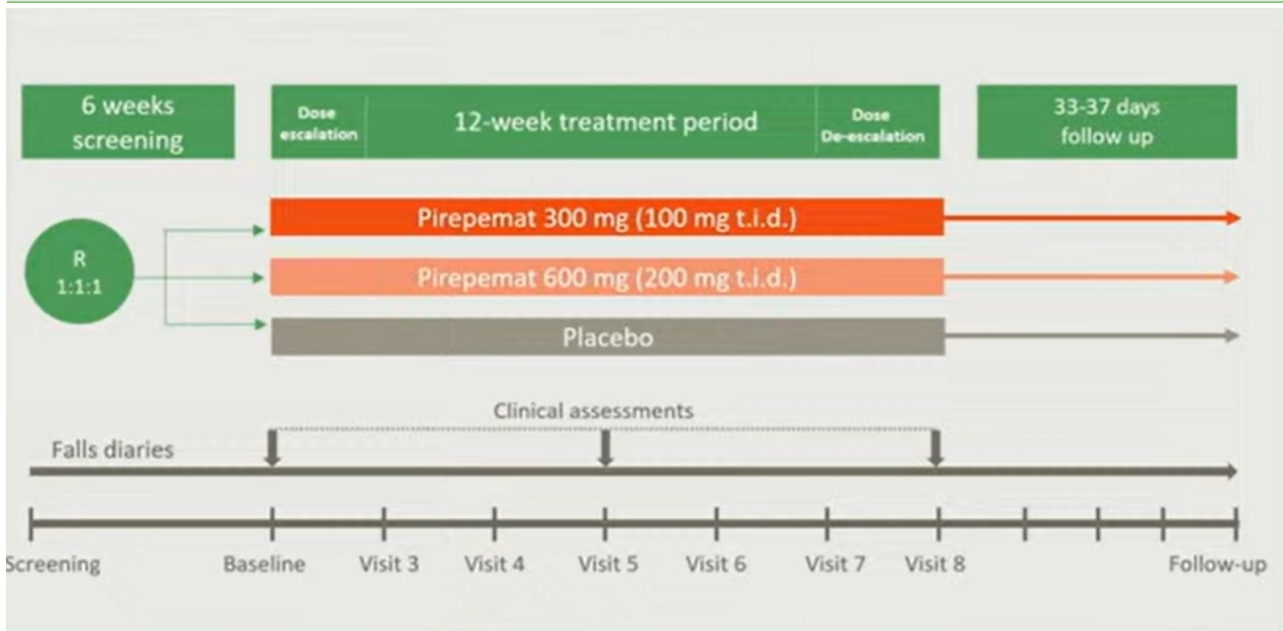 6 weeks
screening
Dose
escalation
12-week treatment period
Dose
De-escalation
33-37 days
follow up
R
1:1:1
Pirepemat 300 mg (100 mg t.i.d.)
Pirepemat 600 mg (200 mg t.i.d.)
Placebo
Clinical assessments
Falls diaries
Screening
Baseline
Visit 3
Visit 4
Visit 5
Visit 6
Visit 7
Visit 8
Follow-up